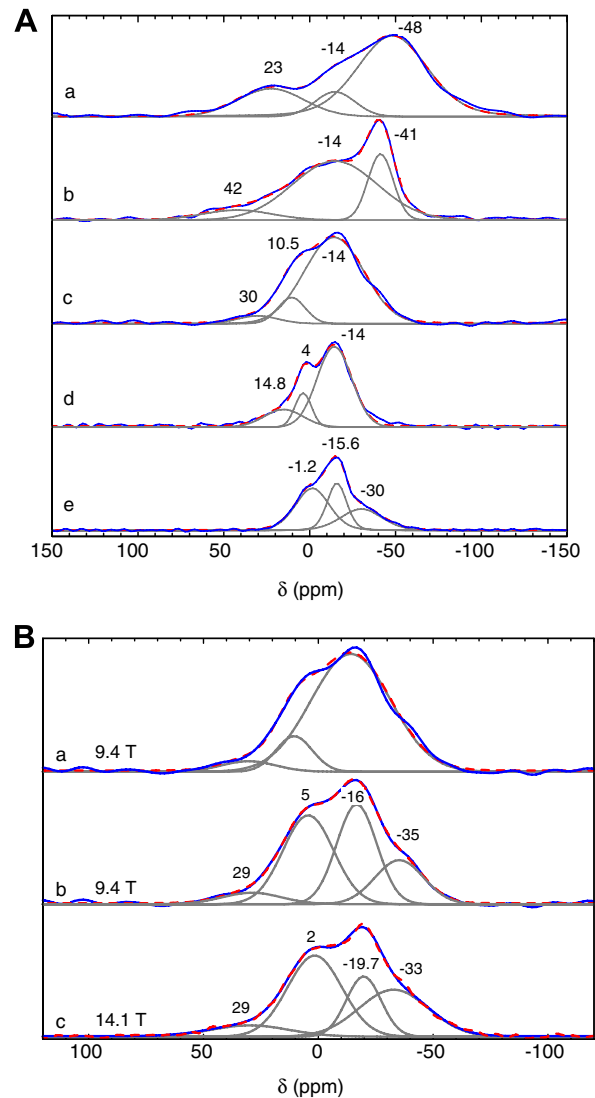 A
-48
-14
23
a
-14
-41
42
b
10.5
-14
30
c
-14
4
14.8
d
-15.6
-1.2
-30
e
150 100 50 0 -50 -100 -150
δ (ppm)
B
a 9.4 T
5 -16
-35
29
b 9.4 T
2
-19.7 -33
29
c 14.1 T
100 50 0 -50 -100
δ (ppm)